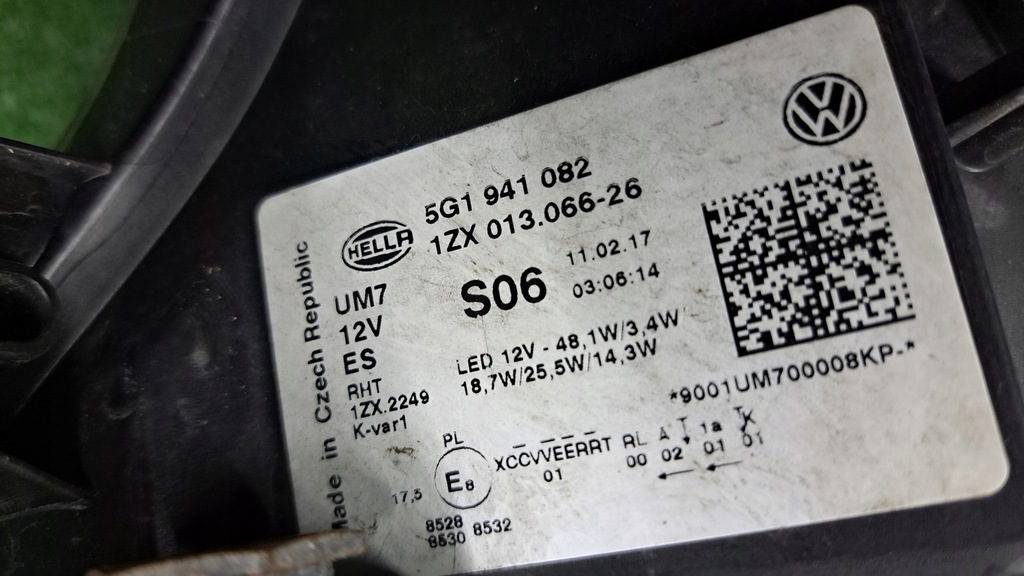 Made in Czech Republic
HELLA
5G1 941 082
1ZX 013.066-26
UM7
12V
ES
RHT
1ZX.2249
K-var1
S06
11.02.17
03:06:14
LED 12V - 48,1W/3,4W
18,7W/25,5W/14,3W
*9001UM700008KP-*
PL
17,5
E8
XCCVVEERRT RL A T 1a K
01 00 02 01 01
8528
8530 8532